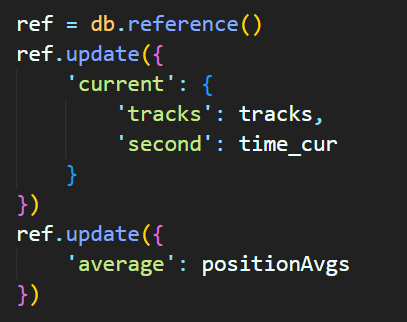 ref = db.reference()
ref.update({
    'current': {
        'tracks': tracks,
        'second': time_cur
    }
})
ref.update({
    'average': positionAvgs
})